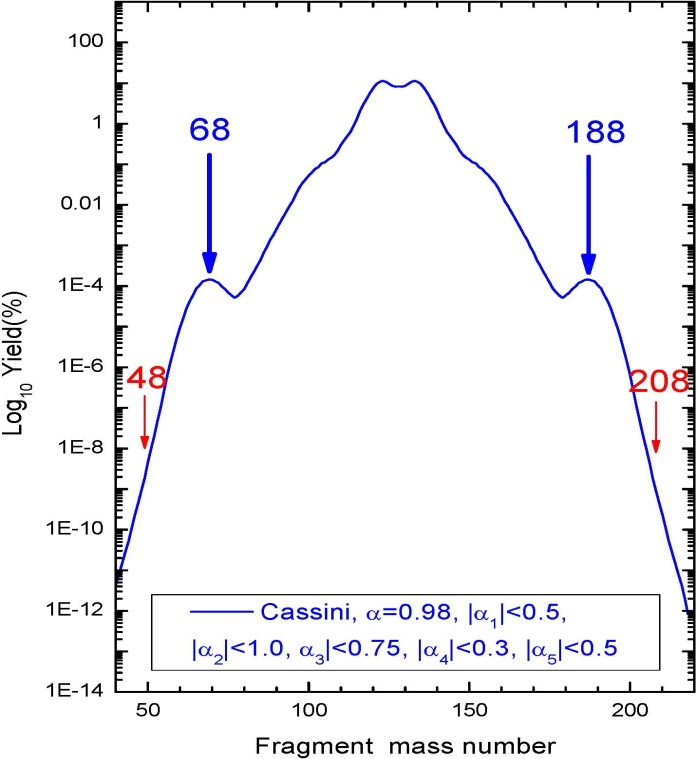 100
1
0.01
1E-4
1E-6
1E-8
1E-10
1E-12
1E-14
Log₁₀ Yield(%)
68
188
48
208
Cassini, α=0.98, |α₁|<0.5,
|α₂|<1.0, α₃|<0.75, |α₄|<0.3, |α₅|<0.5
50
100
150
200
Fragment mass number